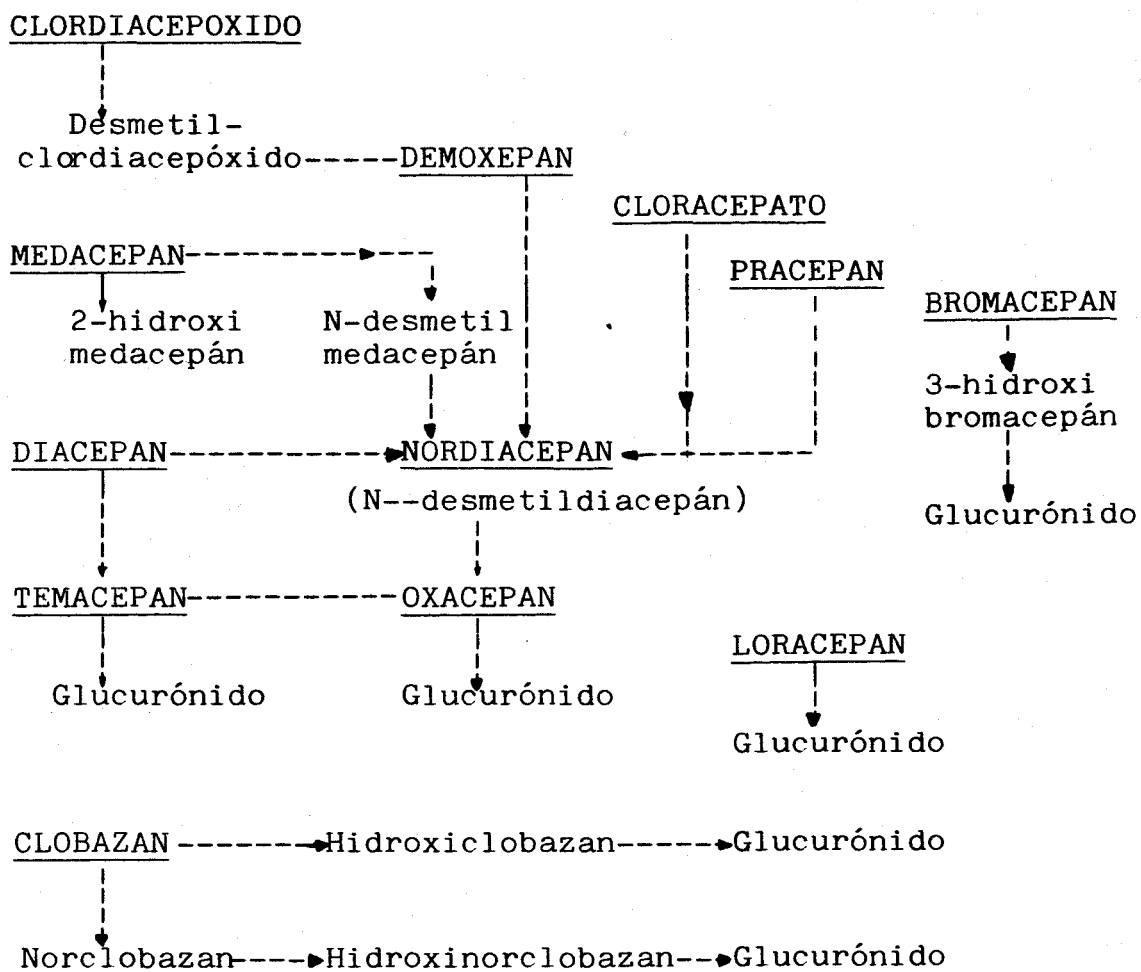 CLORDIACEPOXIDO
Desmetil-
clordiacepóxido-----DEMOXEPAN
CLORACEPATO
MEDACEPAN
PRACEPAN
BROMACEPAN
2-hidroxi N-desmetil
medacepán medacepán
3-hidroxi
bromacepán
DIACEPAN NORDIACEPAN
(N--desmetildiacepán)
Glucurónido
TEMACEPAN OXACEPAN
LORACEPAN
Glucurónido Glucurónido
Glucurónido
CLOBAZAN Hidroxiclobazan Glucurónido
Norclobazan Hidroxinorclobazan Glucurónido